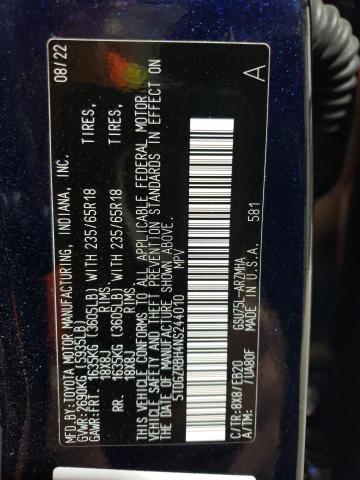 MFD.BY:TOYOTA MOTOR MANUFACTURING, INDIANA, INC. 08/22
GVWR:2690KG (5935LB)
GAWR:FRT 1635KG (3605LB) WITH 235/65R18 TIRES,
18X8J RIMS.
RR. 1635KG (3605LB) WITH 235/65R18 TIRES,
18X8J RIMS.
THIS VEHICLE CONFORMS TO ALL APPLICABLE FEDERAL MOTOR
VEHICLE SAFETY AND THEFT PREVENTION STANDARDS IN EFFECT ON
THE DATE OF MANUFACTURE SHOWN ABOVE.
5TDGZRBH4NS244010 MPV A
C/TR:8X8/EB20 GSU75L-ARZMHA
A/TM: /UA80F MADE IN U.S.A. 581